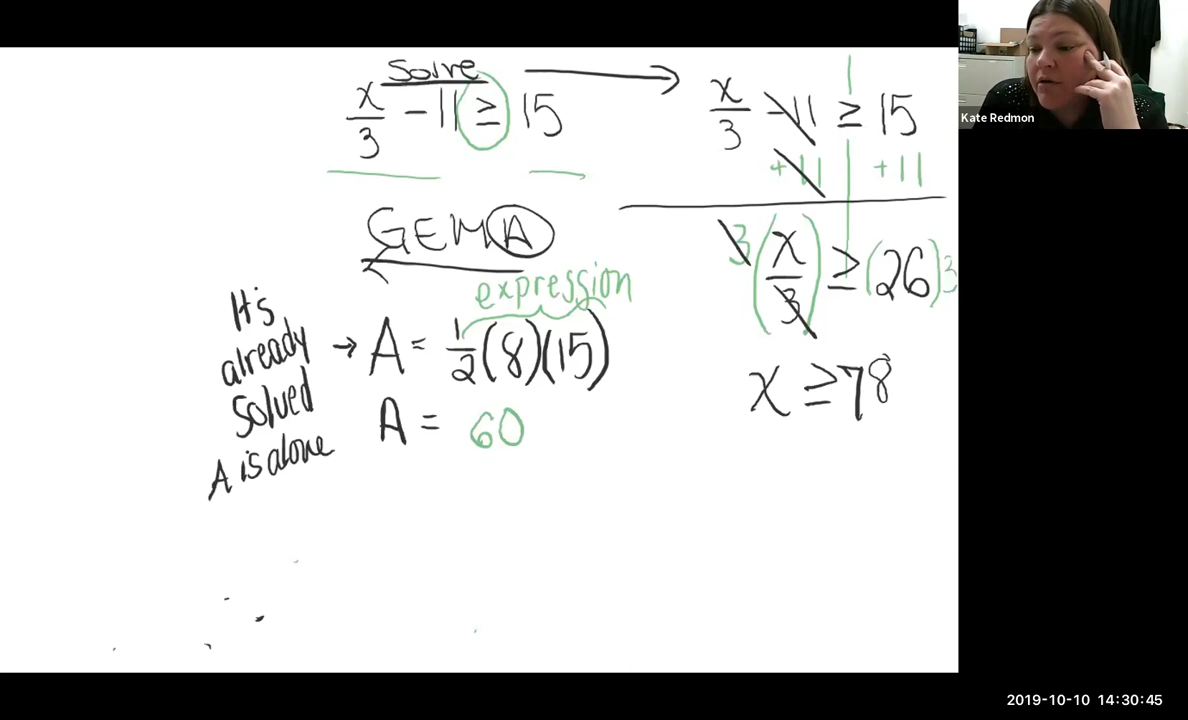 Solve
x/3 - 11 ≥ 15
GEMA
expression
It's
already
solved
A is alone
→ A = 1/2 (8)(15)
A = 60
x/3 - 11 ≥ 15
+11 +11
3(x/3) ≥ (26)3
x ≥ 78
Kate Redmon
2019-10-10 14:30:45